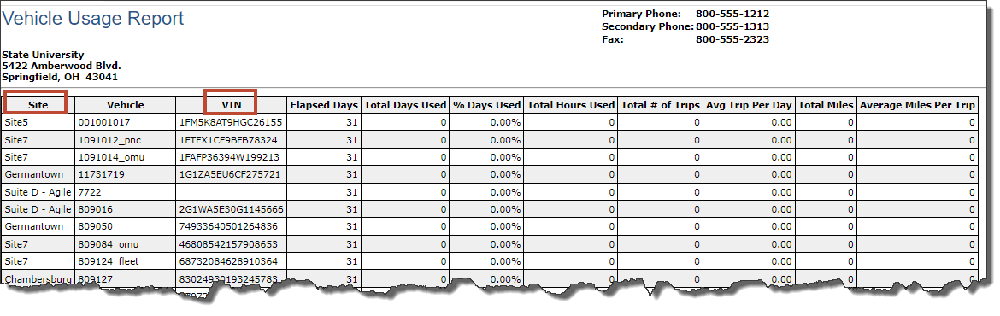 Vehicle Usage Report
Primary Phone: 800-555-1212
Secondary Phone: 800-555-1313
Fax: 800-555-2323
State University
5422 Amberwood Blvd.
Springfield, OH 43041
Site Vehicle VIN Elapsed Days Total Days Used % Days Used Total Hours Used Total # of Trips Avg Trip Per Day Total Miles Average Miles Per Trip
Site5 001001017 1FM5K8AT9HGC26155 31 0 0.00% 0 0 0.00 0 0
Site7 1091012_pnc 1FTFX1CF9BFB78324 31 0 0.00% 0 0 0.00 0 0
Site7 1091014_omu 1FAFP36394W199213 31 0 0.00% 0 0 0.00 0 0
Germantown 11731719 1G1ZA5EU6CF275721 31 0 0.00% 0 0 0.00 0 0
Suite D - Agile 7722 31 0 0.00% 0 0 0.00 0 0
Suite D - Agile 809016 2G1WA5E30G1145666 31 0 0.00% 0 0 0.00 0 0
Germantown 809050 74933640501264836 31 0 0.00% 0 0 0.00 0 0
Site7 809084_omu 46808542157908653 31 0 0.00% 0 0 0.00 0 0
Site7 809124_fleet 68732084628910364 31 0 0.00% 0 0 0.00 0 0
Chambersburg 809127 83024930193245783 31 0 0.00% 0 0 0.00 0 0